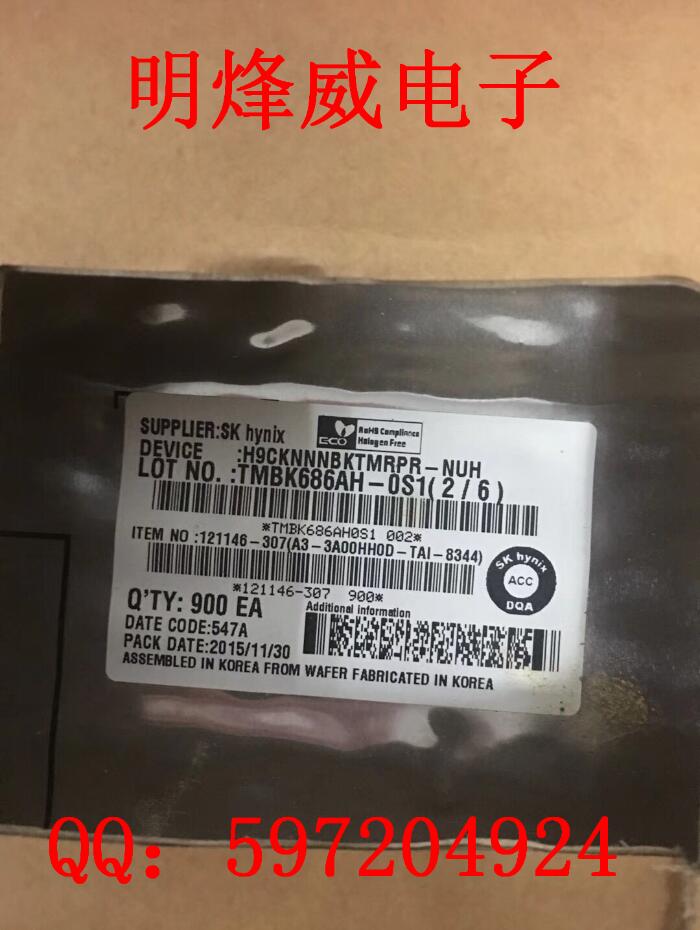 明烽威电子
SUPPLIER:SK hynix
ECO
RoHS Compliance
Halogen Free
DEVICE :H9CKNNNBKTMRPR-NUH
LOT NO. :TMBK686AH-0S1(2/6)
*TMBK686AH0S1 002*
ITEM NO :121146-307(A3-3A00HH0D-TAI-8344)
*121146-307 900*
SK hynix
ACC
DQA
Q'TY: 900 EA
Additional information
DATE CODE:547A
PACK DATE:2015/11/30
ASSEMBLED IN KOREA FROM WAFER FABRICATED IN KOREA
QQ：597204924